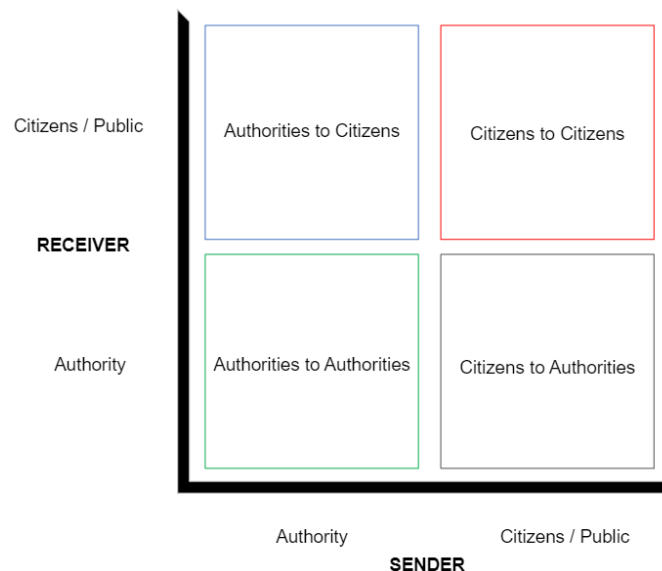 Citizens / Public
Authorities to Citizens
Citizens to Citizens
RECEIVER
Authority
Authorities to Authorities
Citizens to Authorities
Authority
Citizens / Public
SENDER